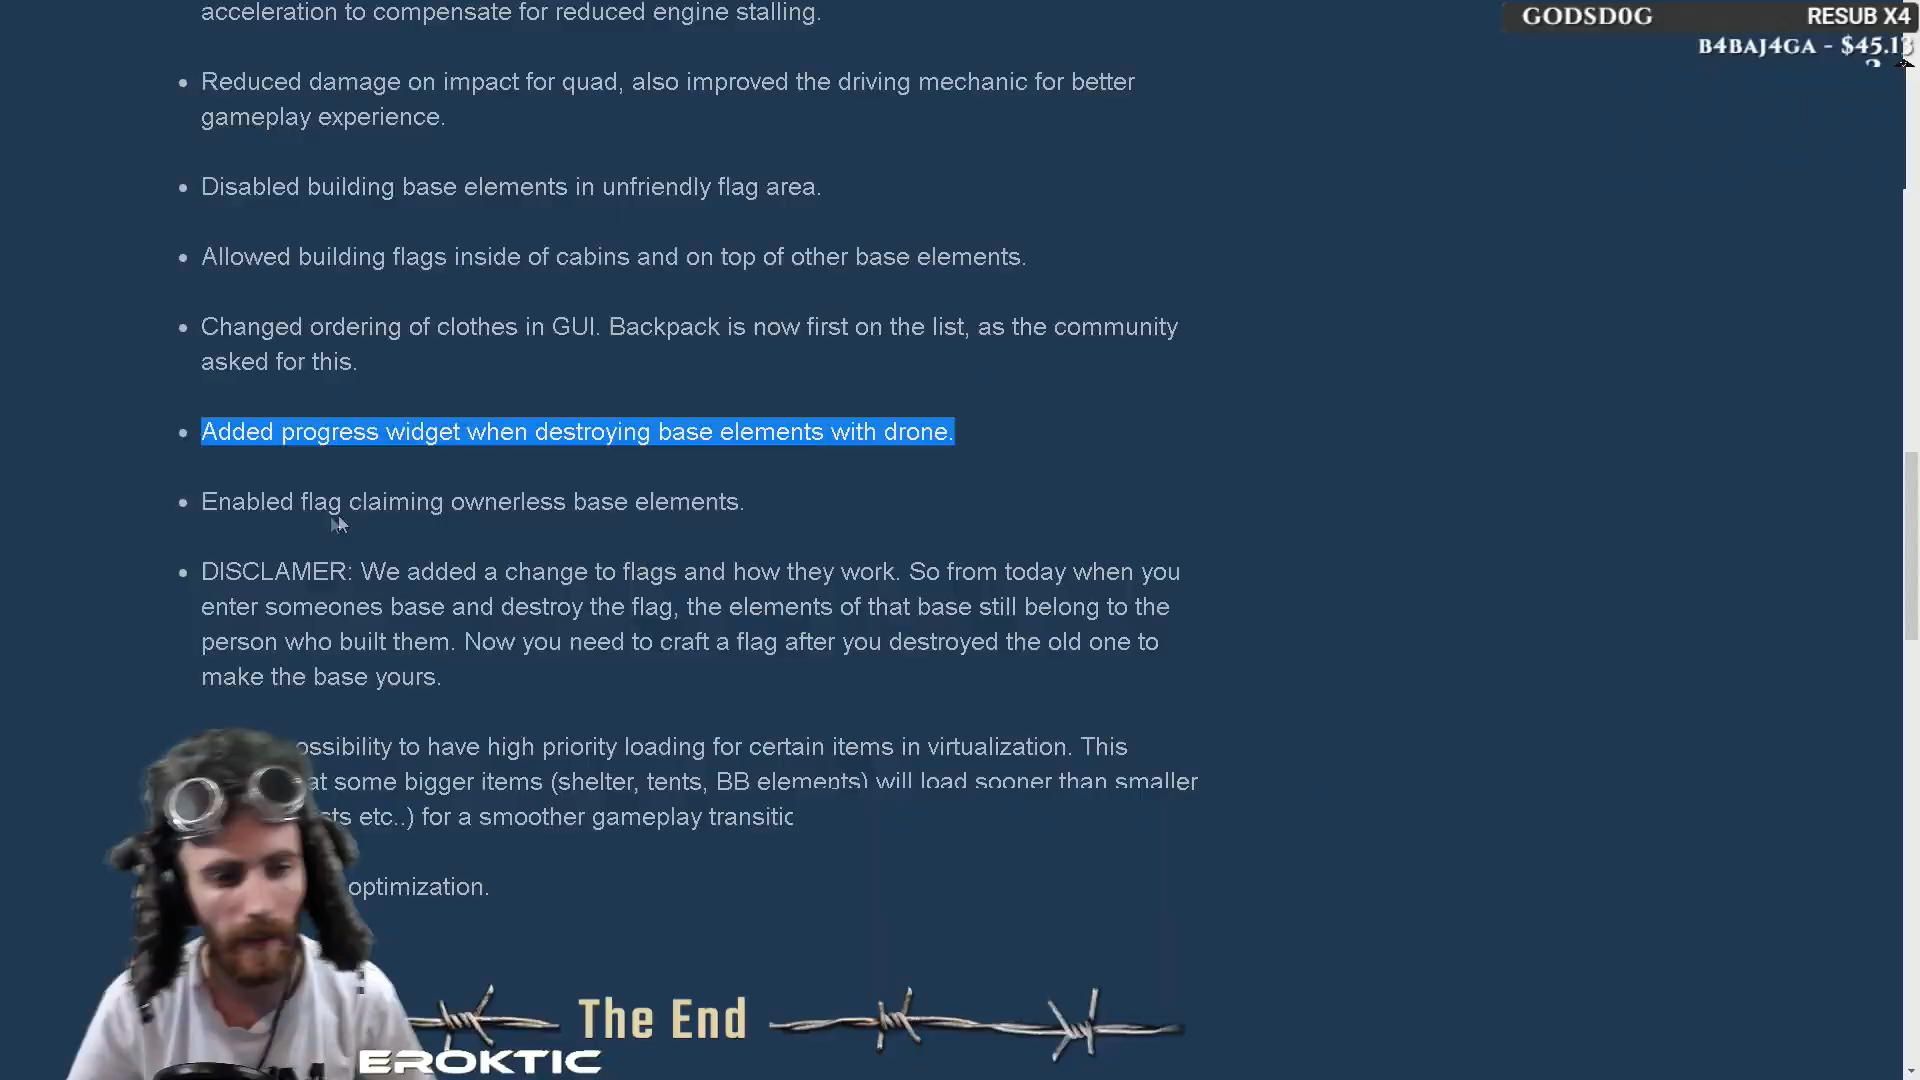 acceleration to compensate for reduced engine stalling.
GODSD0G RESUB X4
B4BAJ4GA - $45.13
Reduced damage on impact for quad, also improved the driving mechanic for better
gameplay experience.
Disabled building base elements in unfriendly flag area.
Allowed building flags inside of cabins and on top of other base elements.
Changed ordering of clothes in GUI. Backpack is now first on the list, as the community
asked for this.
Added progress widget when destroying base elements with drone.
Enabled flag claiming ownerless base elements.
DISCLAMER: We added a change to flags and how they work. So from today when you
enter someones base and destroy the flag, the elements of that base still belong to the
person who built them. Now you need to craft a flag after you destroyed the old one to
make the base yours.
ossibility to have high priority loading for certain items in virtualization. This
at some bigger items (shelter, tents, BB elements) will load sooner than smaller
sts etc..) for a smoother gameplay transitic
optimization.
The End
EROKTIC